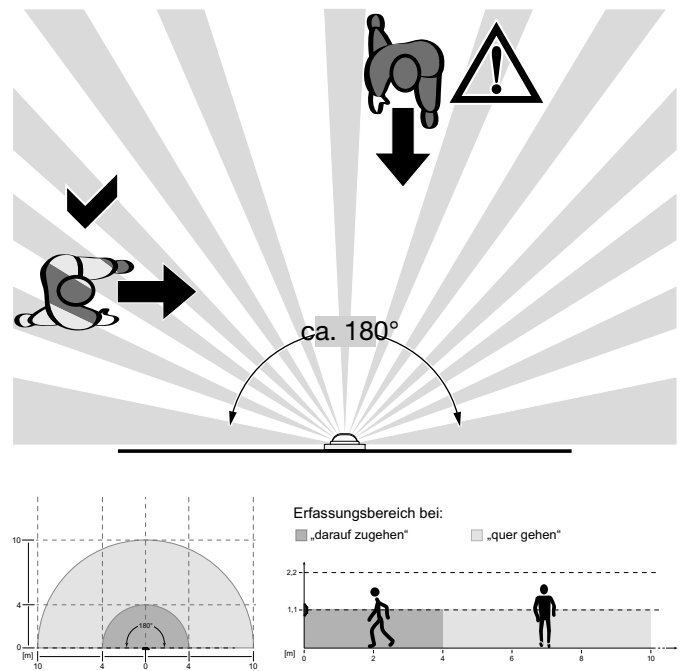 ca. 180°
Erfassungsbereich bei:
„darauf zugehen“
„quer gehen“
10
4
0
180°
[m]
10 4 0 4 10
2,2
1,1
[m]
0 2 4 6 8 10